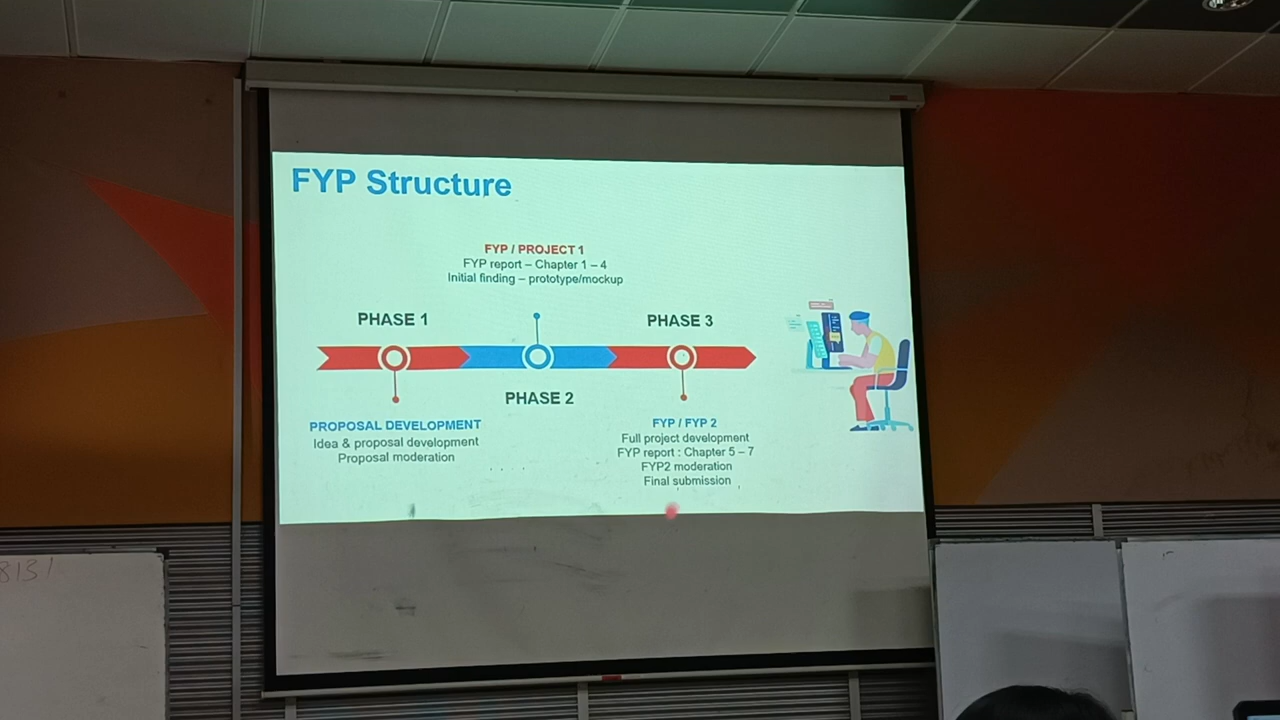 FYP Structure
FYP / PROJECT 1
FYP report – Chapter 1 – 4
Initial finding – prototype/mockup
PHASE 1
PHASE 3
PHASE 2
PROPOSAL DEVELOPMENT
Idea & proposal development
Proposal moderation
FYP / FYP 2
Full project development
FYP report : Chapter 5 – 7
FYP2 moderation
Final submission
8131